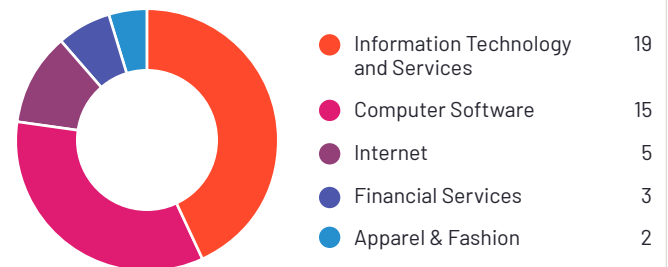 Information Technology 19
and Services
Computer Software 15
Internet 5
Financial Services 3
Apparel & Fashion 2